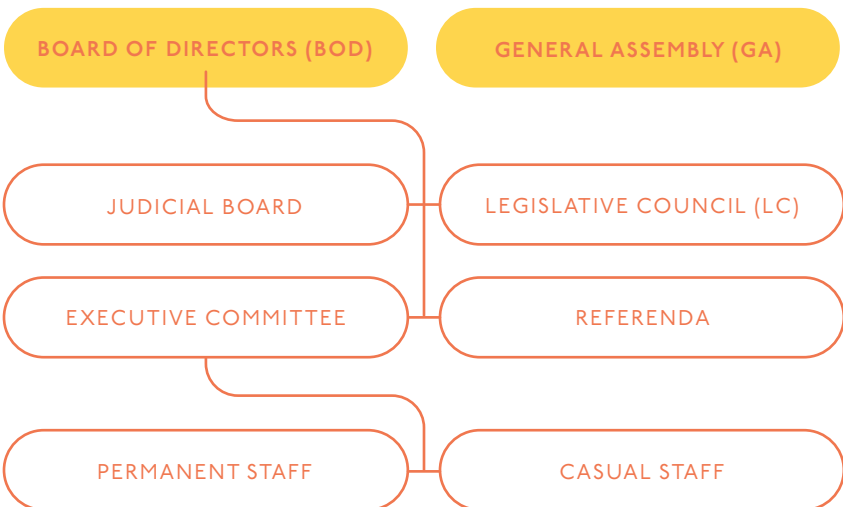 BOARD OF DIRECTORS (BOD)
GENERAL ASSEMBLY (GA)
JUDICIAL BOARD
LEGISLATIVE COUNCIL (LC)
EXECUTIVE COMMITTEE
REFERENDA
PERMANENT STAFF
CASUAL STAFF